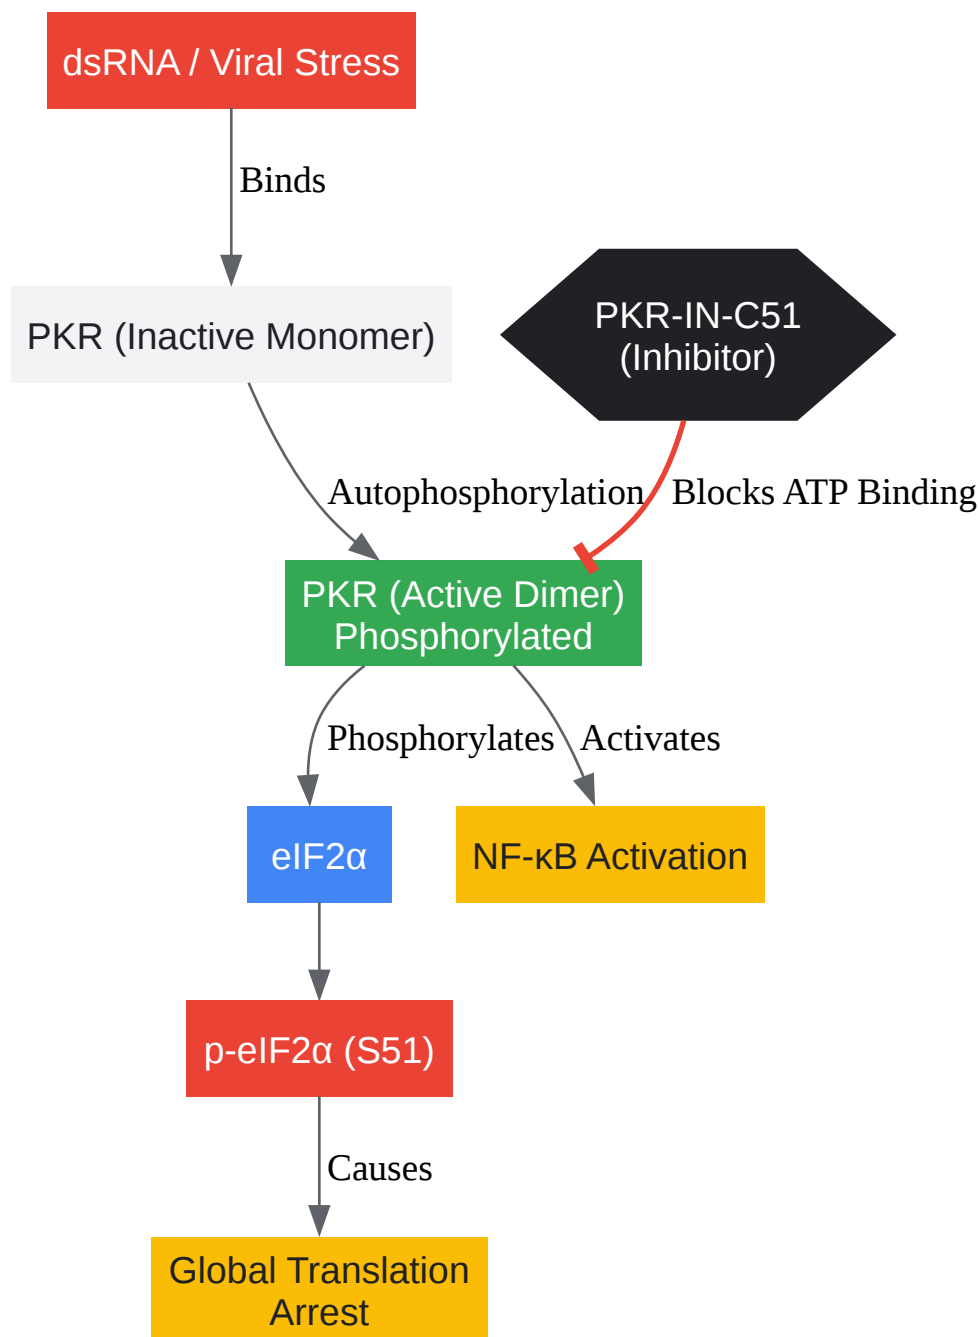 dsRNA / Viral Stress
Binds
PKR (Inactive Monomer)
PKR-IN-C51
(Inhibitor)
Autophosphorylation
Blocks ATP Binding
PKR (Active Dimer)
Phosphorylated
Phosphorylates
Activates
eIF2α
NF-κB Activation
p-eIF2α (S51)
Causes
Global Translation
Arrest